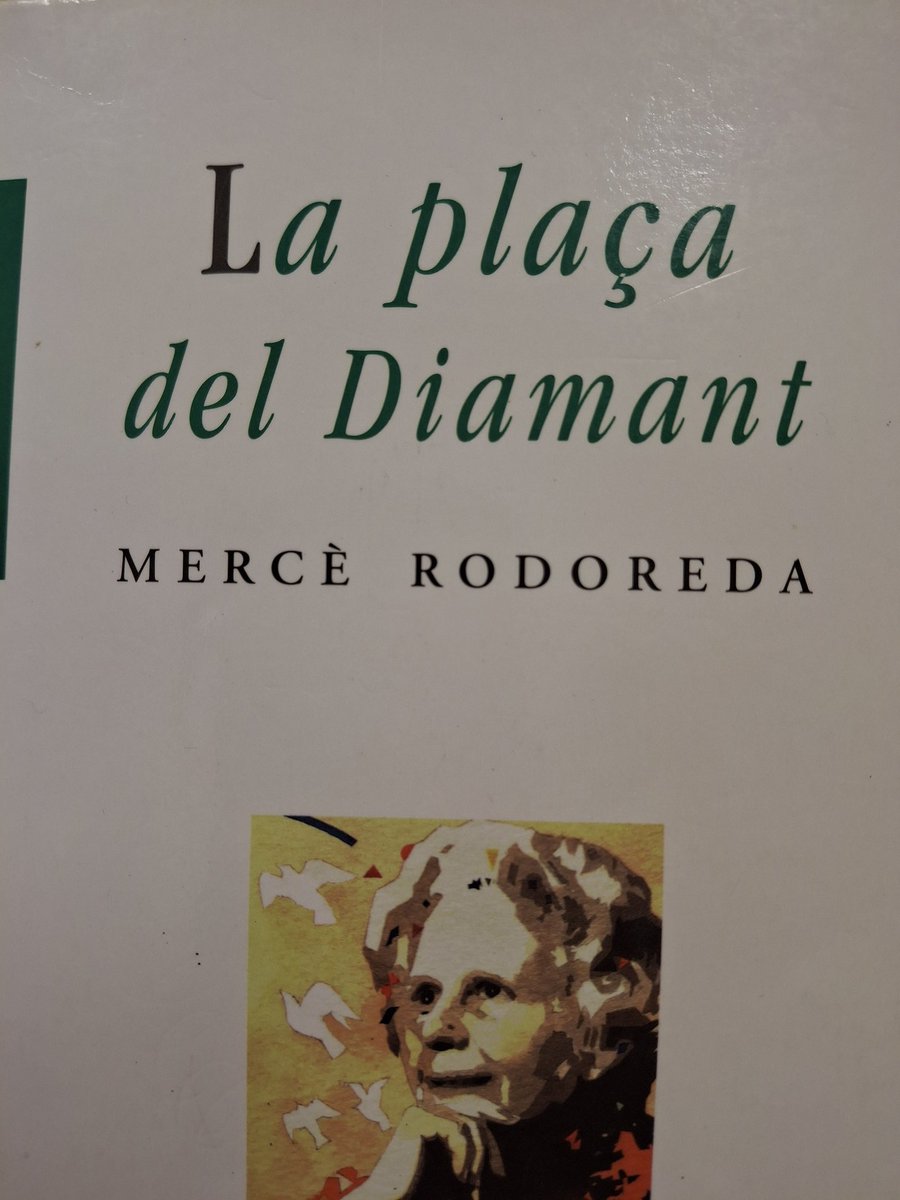 La plaça
del Diamant
MERCÈ RODOREDA